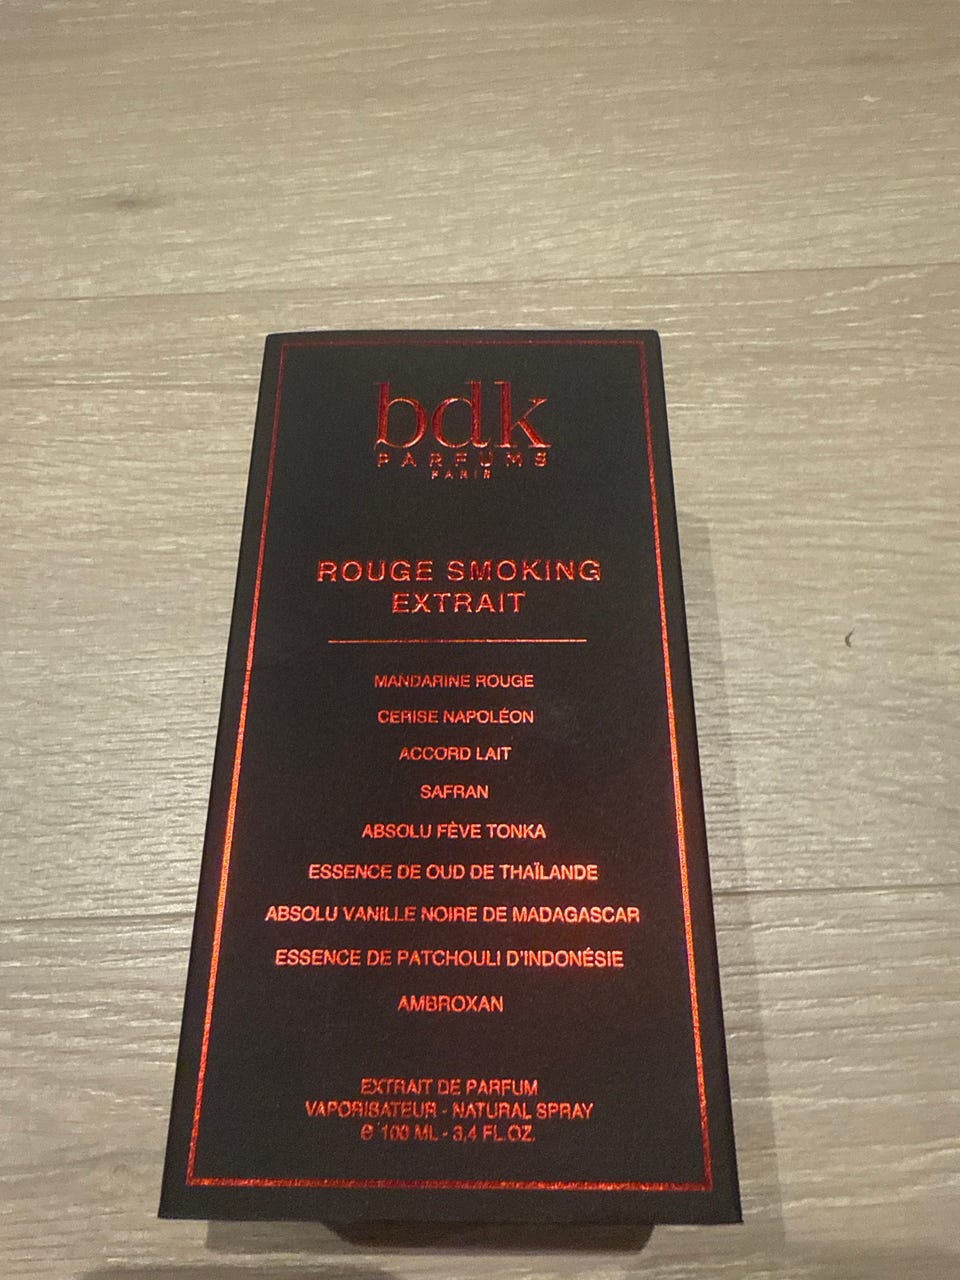 bdk
PARFUMS
PARIS
ROUGE SMOKING
EXTRAIT
MANDARINE ROUGE
CERISE NAPOLÉON
ACCORD LAIT
SAFRAN
ABSOLU FÈVE TONKA
ESSENCE DE OUD DE THAÏLANDE
ABSOLU VANILLE NOIRE DE MADAGASCAR
ESSENCE DE PATCHOULI D'INDONÉSIE
AMBROXAN
EXTRAIT DE PARFUM
VAPORISATEUR - NATURAL SPRAY
℮ 100 ML - 3,4 FL.OZ.